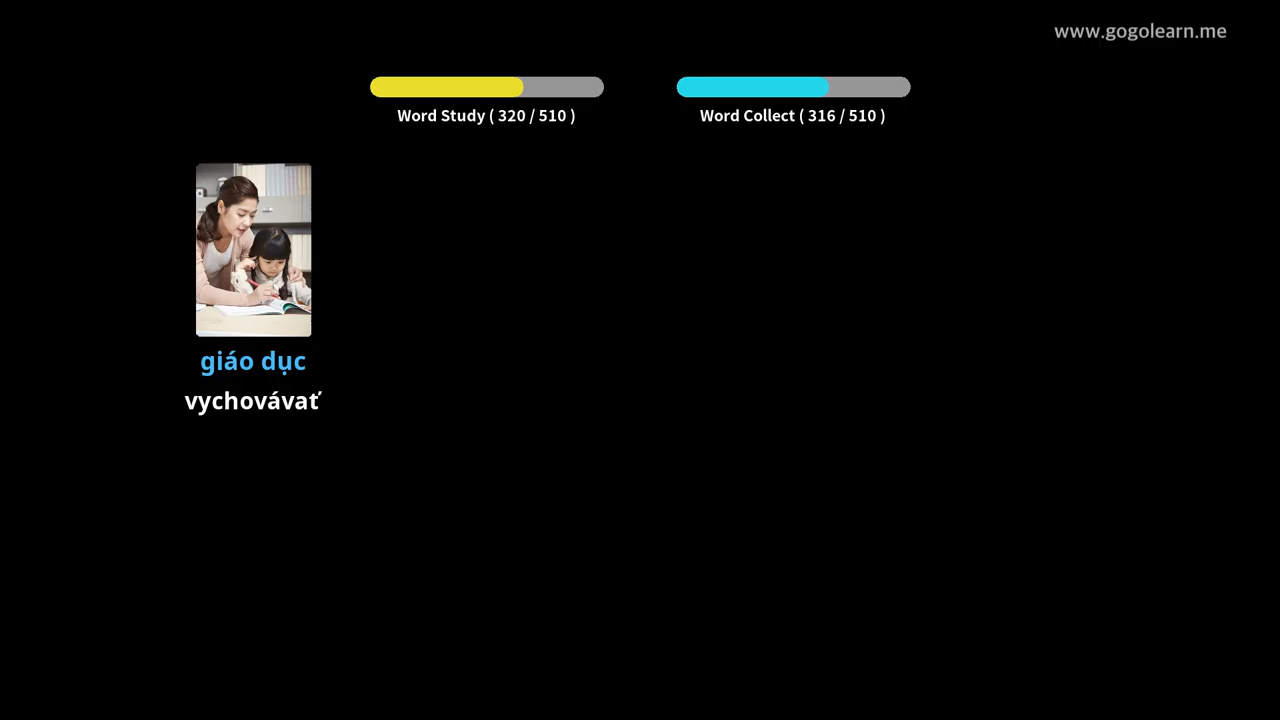 www.gogolearn.me
Word Study ( 320 / 510 )
Word Collect ( 316 / 510 )
giáo dục
vychovávať